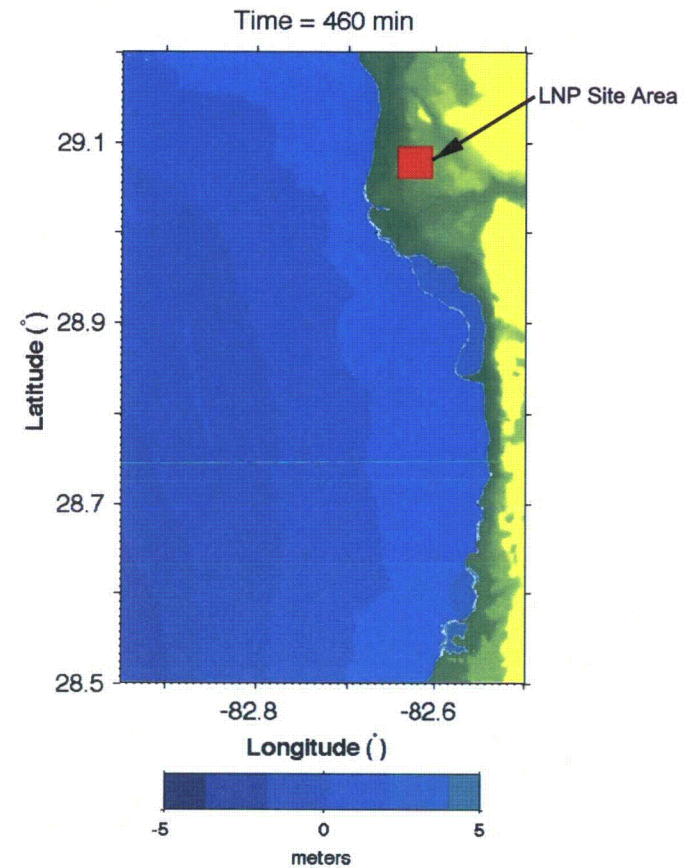 Time = 460 min
LNP Site Area
29.1
28.9
28.7
28.5
Latitude (°)
-82.8
-82.6
Longitude (°)
-5
0
5
meters